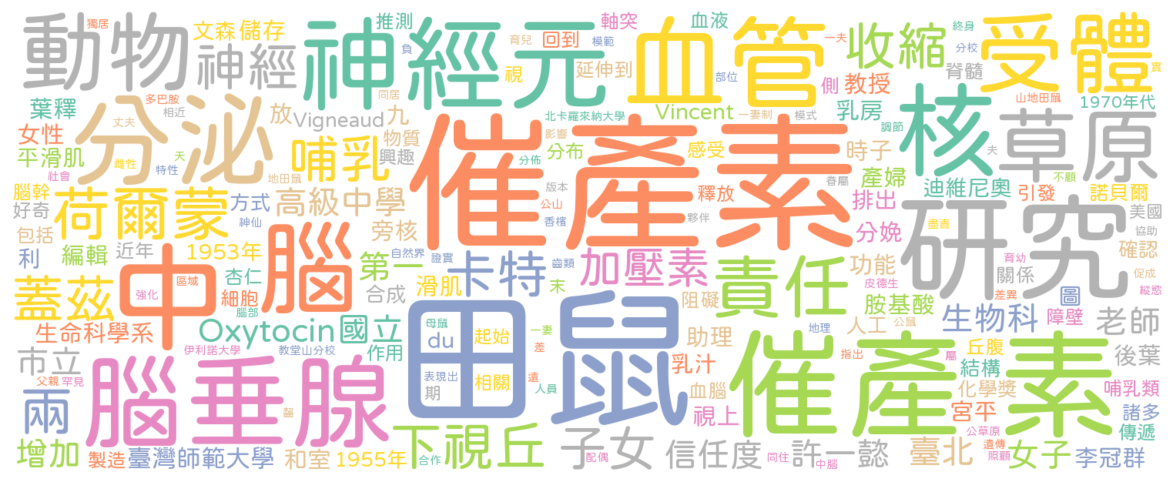 獨居 文森儲存 推測 軸突 血液 一夫 終身
動物 神經 神經元 血管 收縮 受體
負 育兒 回到 模範 分校
視 延伸到 部位 側 教授 脊髓 實
葉釋 多巴胺 放 九 山地田鼠 1970年代
相近 Vigneaud 同居 北卡羅來納大學 Vincent 一妻制 模式 乳房 核 草原
女性 丈夫 分泌 物質 影響 調節
平滑肌 雌性 天 哺乳 興趣 催產素 分佈 分布 感受 時子 夫
社會 特性 地田鼠 眷屬 產婦 不顧
腦幹 荷爾蒙 方式 高級中學 版本 釋放 排出 迪維尼奧 引發 諾貝爾
好奇 神仙 旁核 公山 夥伴 分娩 研究 盡責 美國
包括 編輯 近年 1953年 腦 自然界 香檳 協助
利 中 區域 杏仁 證實 卡特 齒類 加壓素 責任 功能 育幼 關係 確認
蓋茲 強化 細胞 第一 滑肌 末 皮德生 胺基酸 差異 促成
腦部 合成 母鼠 起始 田鼠 阻礙 圖 縱慾
生命科學系 Oxytocin 國立 du 一妻 助理 地理 人工 公鼠 生物科 障壁 老師
市立 伊利諾大學 教堂山分校 作用 差 乳汁 催產素 指出 丘腹 後葉
父親 罕見 腦垂腺 表現出 相關 遺 人員 血腦 屬 結構
兩 期 化學獎 哺乳類
齧 視上 宮平 諸多
增加 製造 臺灣師範大學 和室 1955年 下視丘 合作 子女 配偶 信任度 同住 許一懿 中腦 臺北 公草原 遺傳 照顧 女子 傳遞 李冠群